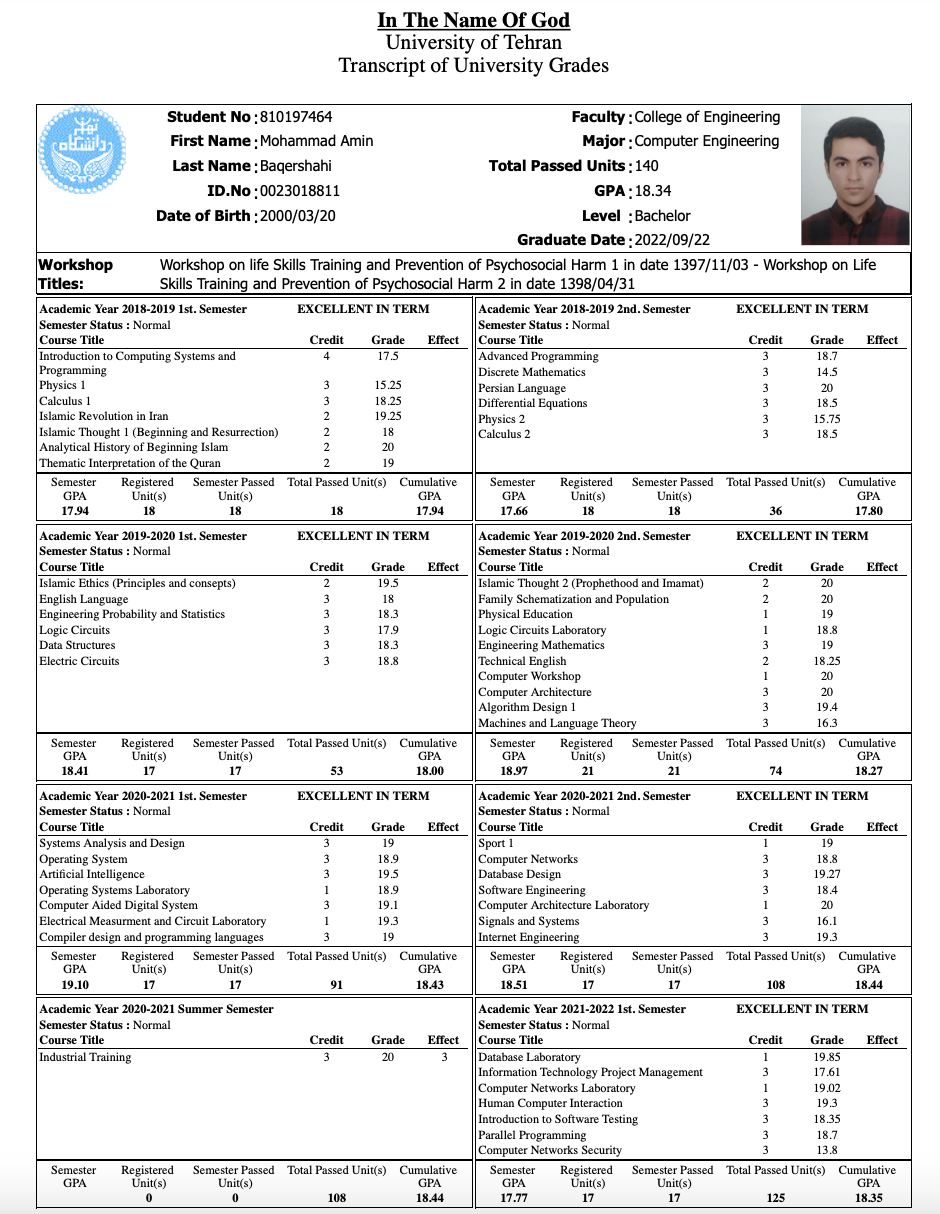 In The Name Of God
University of Tehran
Transcript of University Grades
Student No : 810197464
First Name : Mohammad Amin
Last Name : Baqershahi
ID.No : 0023018811
Date of Birth : 2000/03/20
Faculty : College of Engineering
Major : Computer Engineering
Total Passed Units : 140
GPA : 18.34
Level : Bachelor
Graduate Date : 2022/09/22
Workshop Titles: Workshop on life Skills Training and Prevention of Psychosocial Harm 1 in date 1397/11/03 - Workshop on Life
Skills Training and Prevention of Psychosocial Harm 2 in date 1398/04/31
Academic Year 2018-2019 1st. Semester EXCELLENT IN TERM
Semester Status : Normal
Course Title Credit Grade Effect
Introduction to Computing Systems and Programming 4 17.5
Physics 1 3 15.25
Calculus 1 3 18.25
Islamic Revolution in Iran 2 19.25
Islamic Thought 1 (Beginning and Resurrection) 2 18
Analytical History of Beginning Islam 2 20
Thematic Interpretation of the Quran 2 19
Semester GPA Registered Unit(s) Semester Passed Unit(s) Total Passed Unit(s) Cumulative GPA
17.94 18 18 18 17.94
Academic Year 2018-2019 2nd. Semester EXCELLENT IN TERM
Semester Status : Normal
Course Title Credit Grade Effect
Advanced Programming 3 18.7
Discrete Mathematics 3 14.5
Persian Language 3 20
Differential Equations 3 18.5
Physics 2 3 15.75
Calculus 2 3 18.5
Semester GPA Registered Unit(s) Semester Passed Unit(s) Total Passed Unit(s) Cumulative GPA
17.66 18 18 36 17.80
Academic Year 2019-2020 1st. Semester EXCELLENT IN TERM
Semester Status : Normal
Course Title Credit Grade Effect
Islamic Ethics (Principles and consepts) 2 19.5
English Language 3 18
Engineering Probability and Statistics 3 18.3
Logic Circuits 3 17.9
Data Structures 3 18.3
Electric Circuits 3 18.8
Semester GPA Registered Unit(s) Semester Passed Unit(s) Total Passed Unit(s) Cumulative GPA
18.41 17 17 53 18.00
Academic Year 2019-2020 2nd. Semester EXCELLENT IN TERM
Semester Status : Normal
Course Title Credit Grade Effect
Islamic Thought 2 (Prophethood and Imamat) 2 20
Family Schematization and Population 2 20
Physical Education 1 19
Logic Circuits Laboratory 1 18.8
Engineering Mathematics 3 19
Technical English 2 18.25
Computer Workshop 1 20
Computer Architecture 3 20
Algorithm Design 1 3 19.4
Machines and Language Theory 3 16.3
Semester GPA Registered Unit(s) Semester Passed Unit(s) Total Passed Unit(s) Cumulative GPA
18.97 21 21 74 18.27
Academic Year 2020-2021 1st. Semester EXCELLENT IN TERM
Semester Status : Normal
Course Title Credit Grade Effect
Systems Analysis and Design 3 19
Operating System 3 18.9
Artificial Intelligence 3 19.5
Operating Systems Laboratory 1 18.9
Computer Aided Digital System 3 19.1
Electrical Measurment and Circuit Laboratory 1 19.3
Compiler design and programming languages 3 19
Semester GPA Registered Unit(s) Semester Passed Unit(s) Total Passed Unit(s) Cumulative GPA
19.10 17 17 91 18.43
Academic Year 2020-2021 2nd. Semester EXCELLENT IN TERM
Semester Status : Normal
Course Title Credit Grade Effect
Sport 1 1 19
Computer Networks 3 18.8
Database Design 3 19.27
Software Engineering 3 18.4
Computer Architecture Laboratory 1 20
Signals and Systems 3 16.1
Internet Engineering 3 19.3
Semester GPA Registered Unit(s) Semester Passed Unit(s) Total Passed Unit(s) Cumulative GPA
18.51 17 17 108 18.44
Academic Year 2020-2021 Summer Semester
Semester Status : Normal
Course Title Credit Grade Effect
Industrial Training 3 20 3
Semester GPA Registered Unit(s) Semester Passed Unit(s) Total Passed Unit(s) Cumulative GPA
0 0 108 18.44
Academic Year 2021-2022 1st. Semester EXCELLENT IN TERM
Semester Status : Normal
Course Title Credit Grade Effect
Database Laboratory 1 19.85
Information Technology Project Management 3 17.61
Computer Networks Laboratory 1 19.02
Human Computer Interaction 3 19.3
Introduction to Software Testing 3 18.35
Parallel Programming 3 18.7
Computer Networks Security 3 13.8
Semester GPA Registered Unit(s) Semester Passed Unit(s) Total Passed Unit(s) Cumulative GPA
17.77 17 17 125 18.35